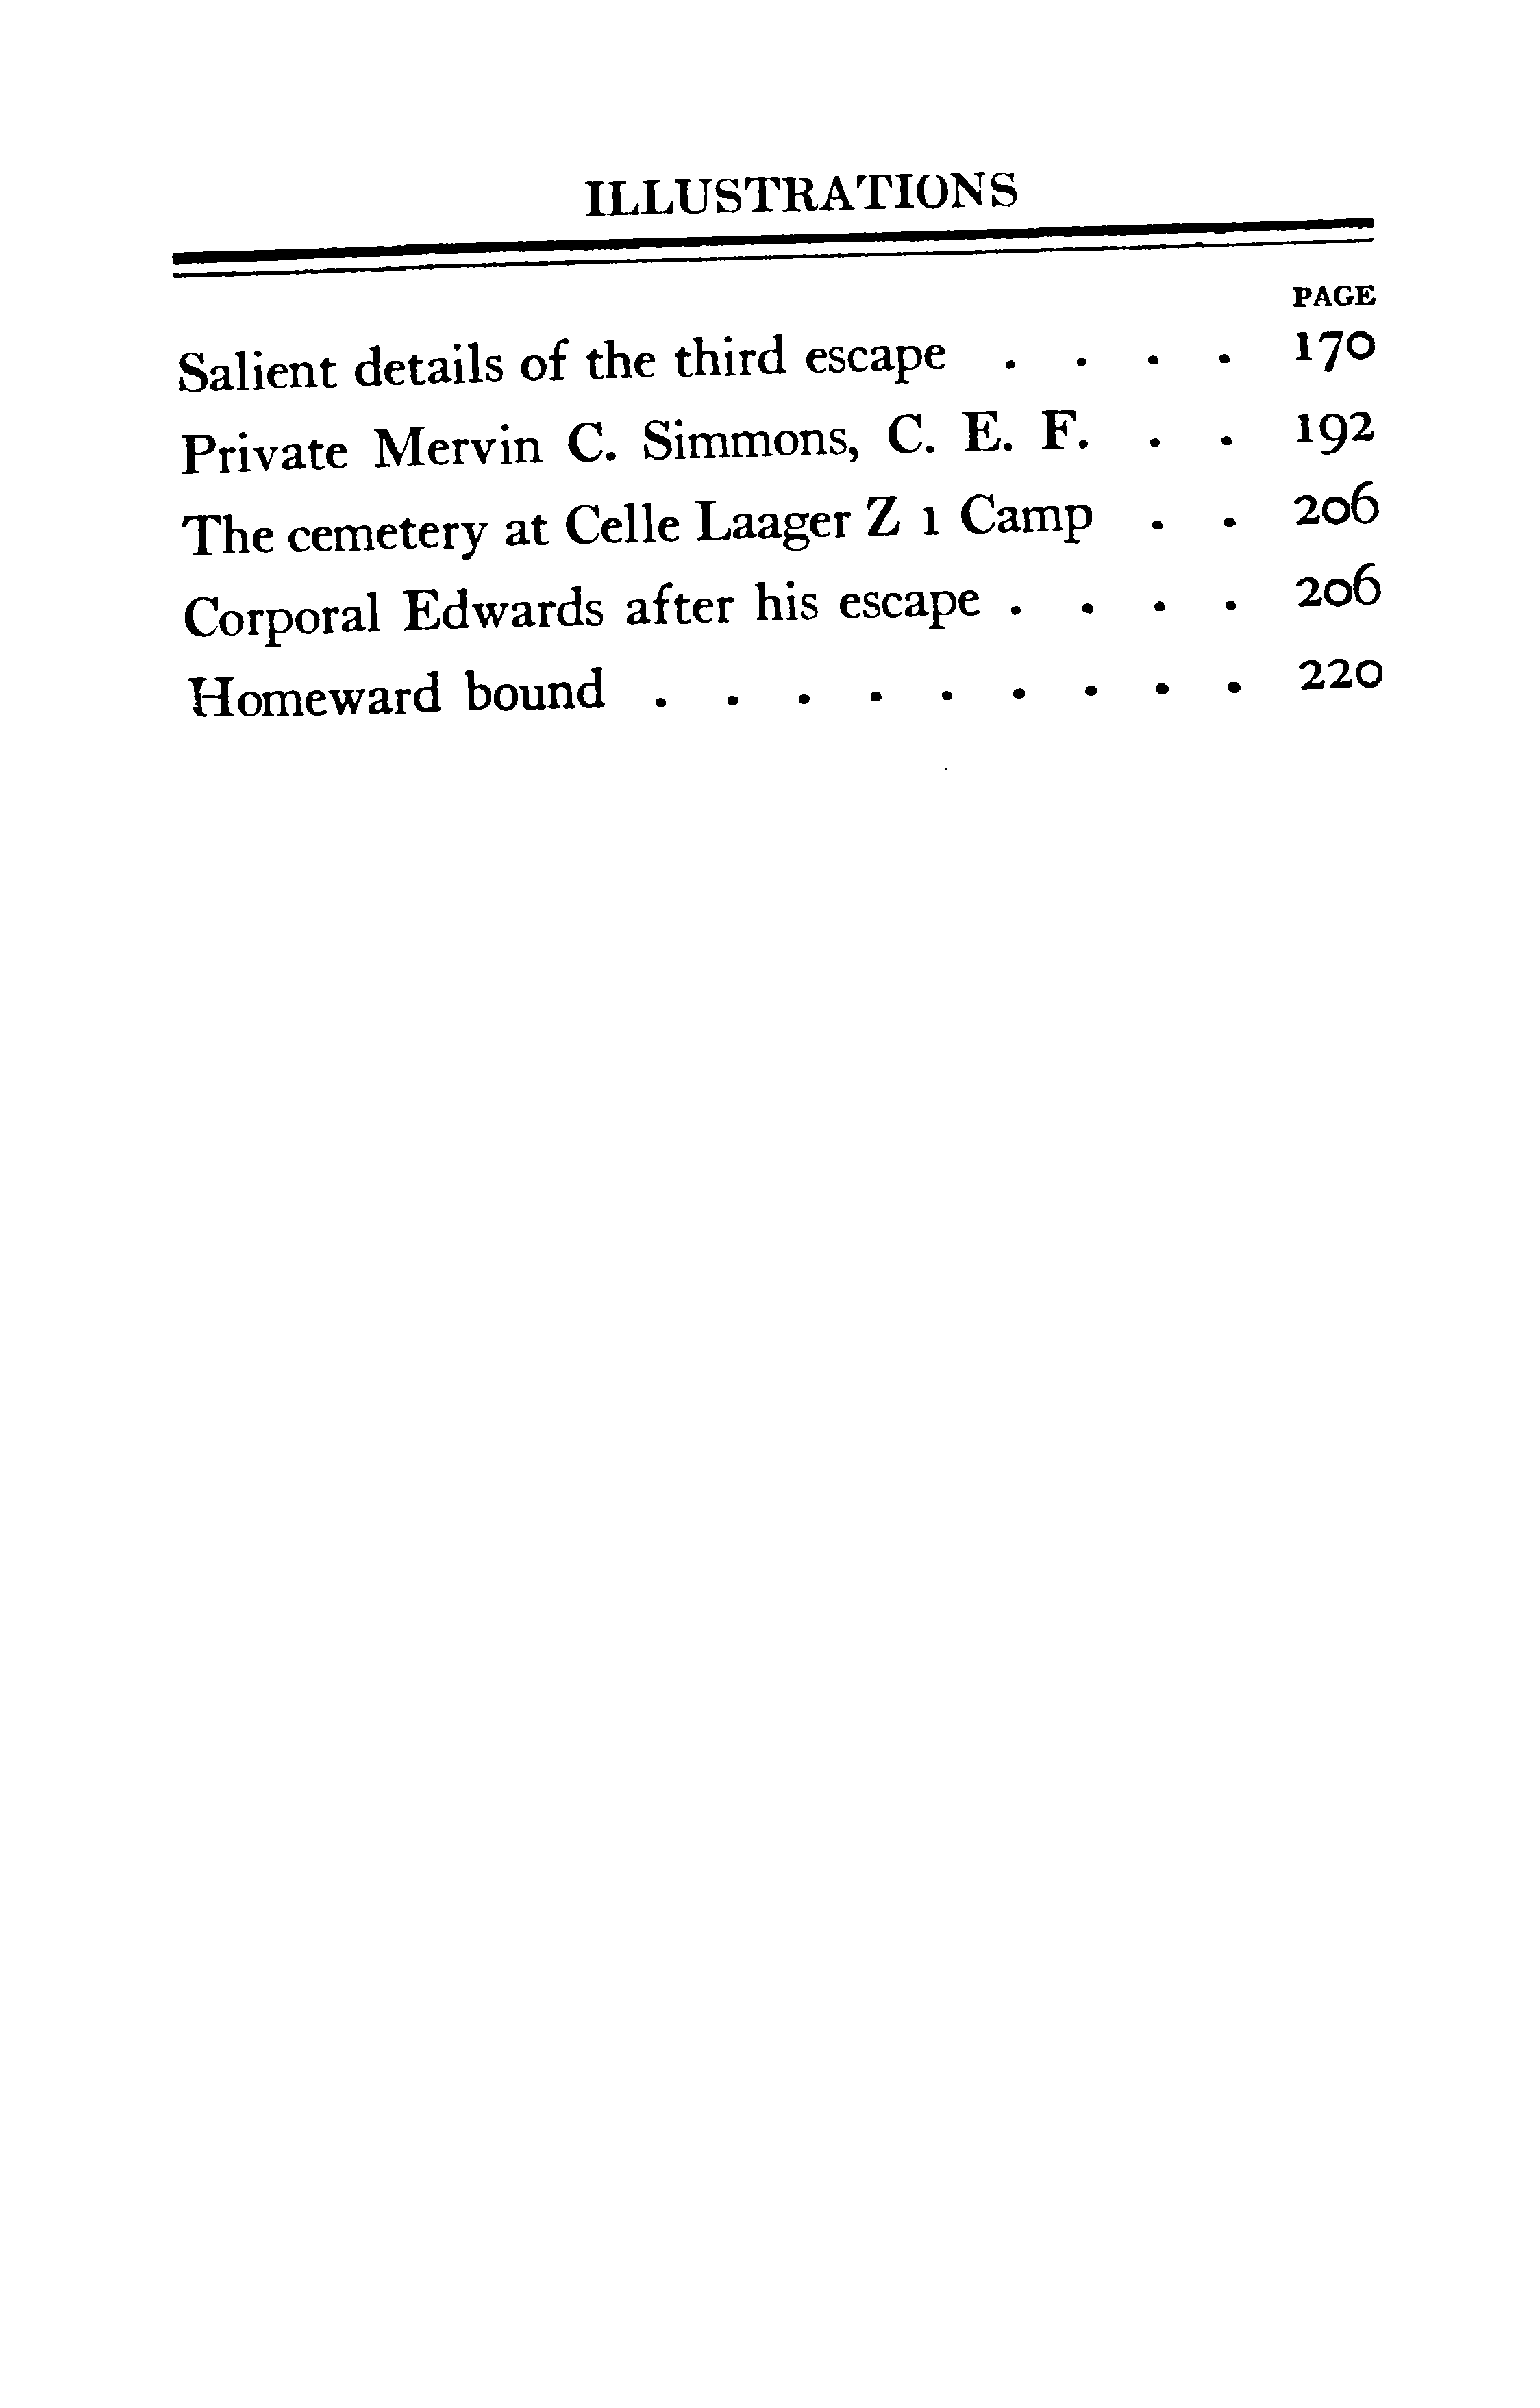 ILLUSTRATIONS
PAGE
Salient details of the third escape . . . . 170
Private Mervin C. Simmons, C. E. F. . . 192
The cemetery at Celle Laager Z 1 Camp . . 206
Corporal Edwards after his escape . . . . 206
Homeward bound . . . . . . . . . 220